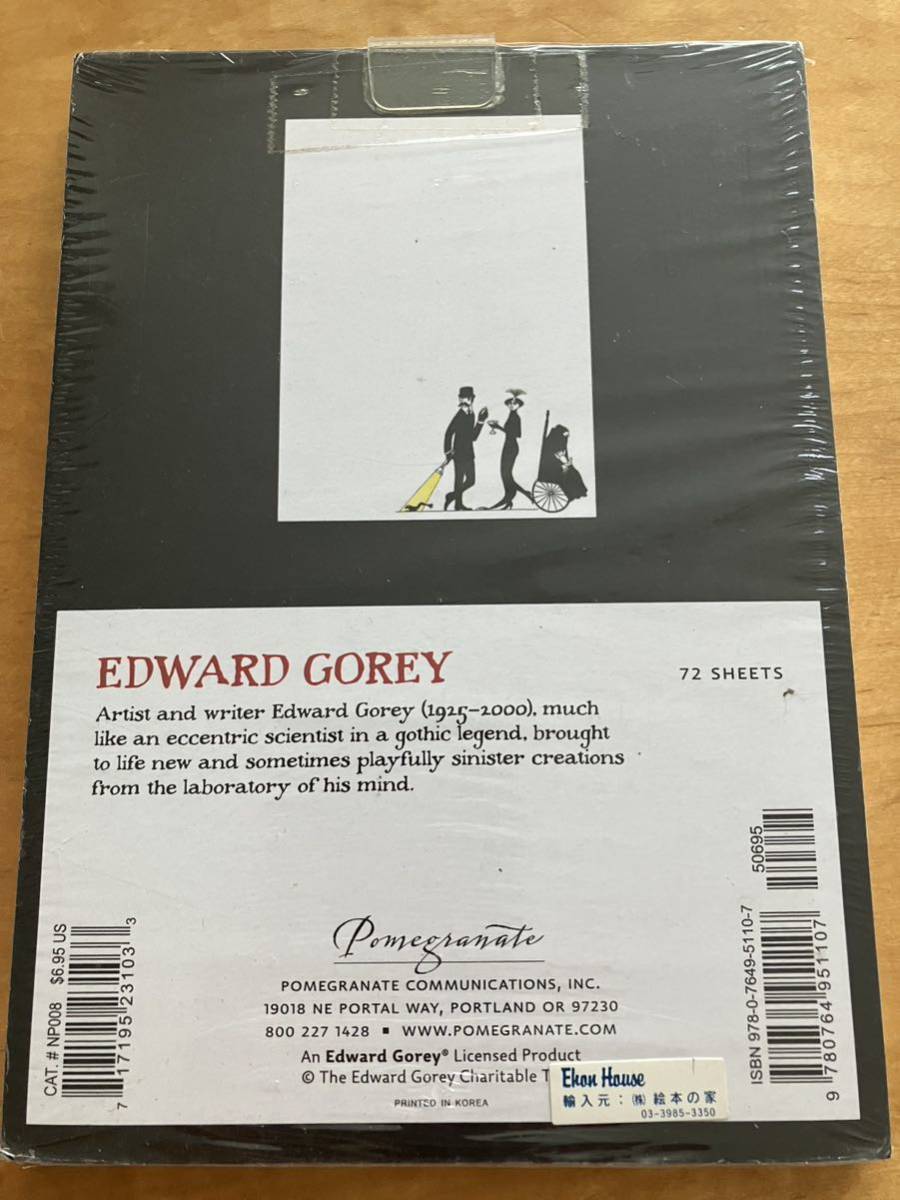 EDWARD GOREY
72 SHEETS
Artist and writer Edward Gorey (1925–2000), much
like an eccentric scientist in a gothic legend, brought
to life new and sometimes playfully sinister creations
from the laboratory of his mind.
Pomegranate
POMEGRANATE COMMUNICATIONS, INC.
19018 NE PORTAL WAY, PORTLAND OR 97230
800 227 1428 ▪ WWW.POMEGRANATE.COM
An Edward Gorey® Licensed Product
© The Edward Gorey Charitable T
PRINTED IN KOREA
Ehon House
輸入元:㈱絵本の家
03-3985-3350
CAT. # NP008 $6.95 US
7 17195 23103 3
50695
ISBN 978-0-7649-5110-7
9 780764 951107